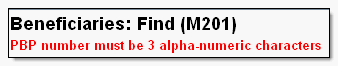 Beneficiaries: Find (M201)
PBP number must be 3 alpha-numeric characters